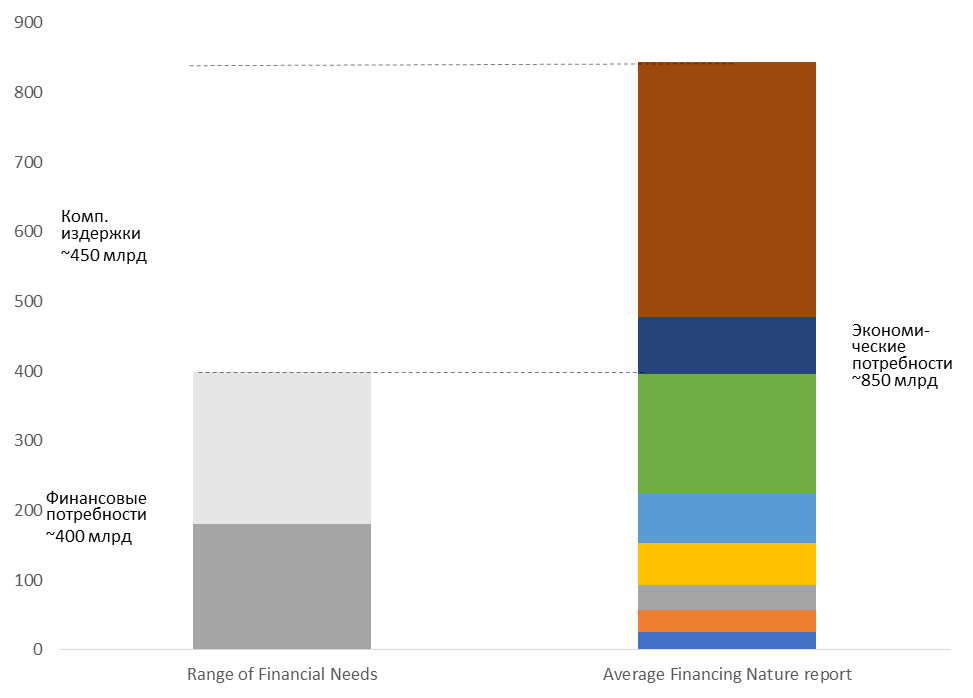 900
800
700
600
500
400
300
200
100
0
Комп.
издержки
~450 млрд
Финансовые
потребности
~400 млрд
Экономи-
ческие
потребности
~850 млрд
Range of Financial Needs
Average Financing Nature report